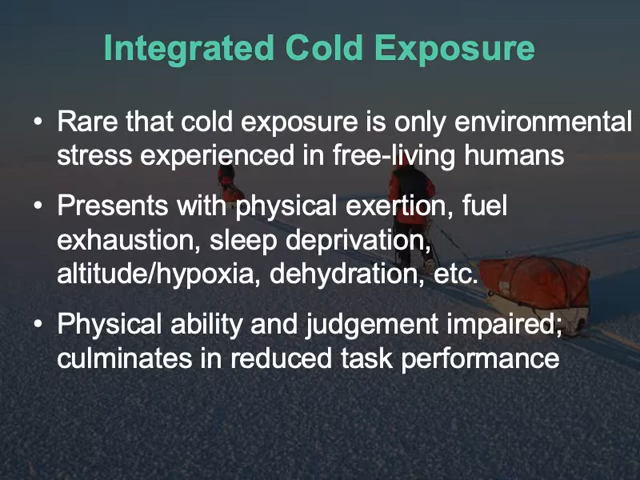 Integrated Cold Exposure
• Rare that cold exposure is only environmental
stress experienced in free-living humans
• Presents with physical exertion, fuel
exhaustion, sleep deprivation,
altitude/hypoxia, dehydration, etc.
• Physical ability and judgement impaired;
culminates in reduced task performance